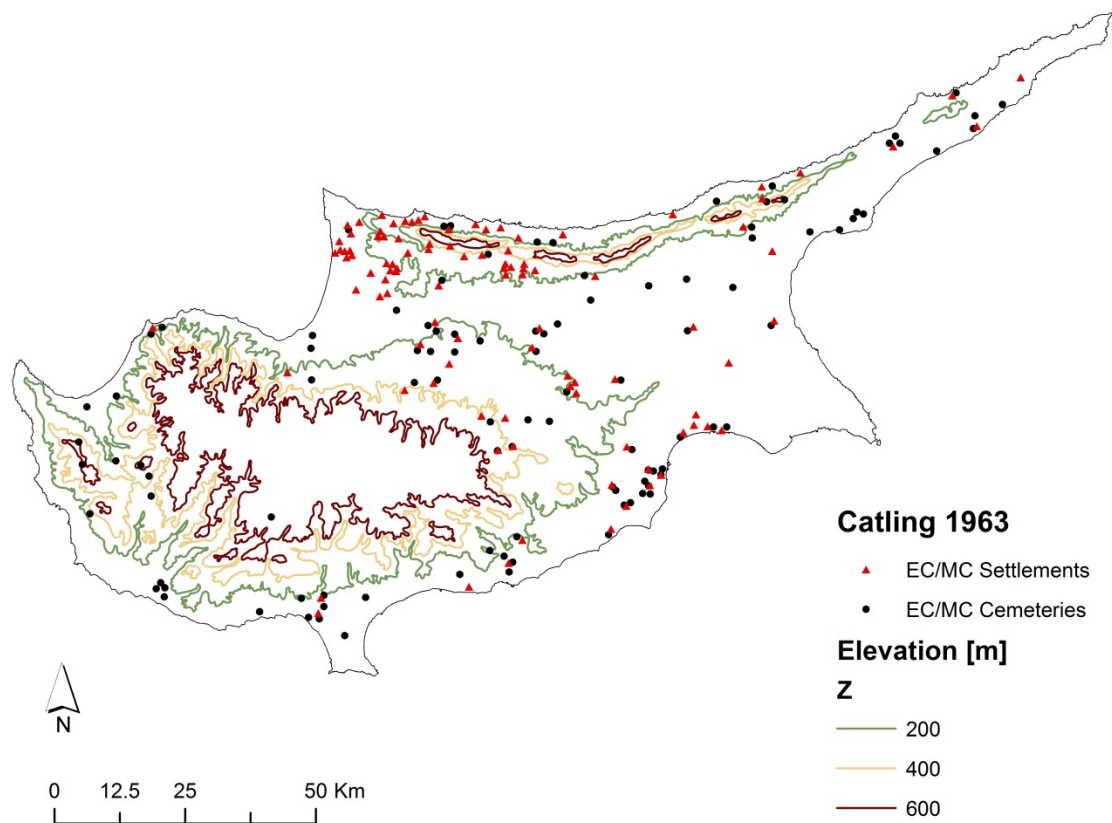 Catling 1963
EC/MC Settlements
EC/MC Cemeteries
Elevation [m]
Z
200
400
600
N
0 12.5 25 50 Km